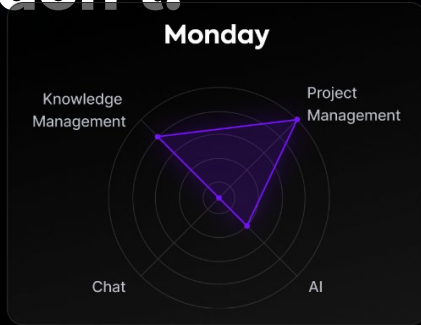 Monday
Knowledge
Management
Project
Management
Chat
AI